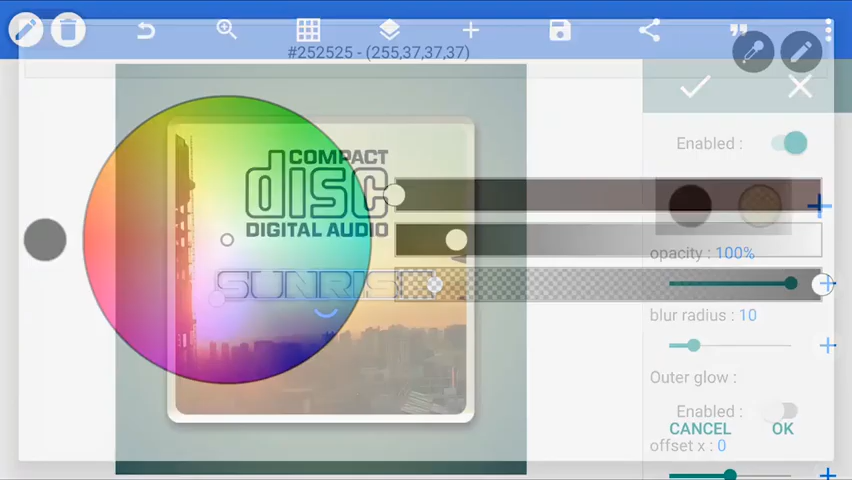 #252525 - (255,37,37,37)
Enabled :
COMPACT
disc
DIGITAL AUDIO
opacity : 100%
SUNRISE
blur radius : 10
Outer glow :
Enabled :
CANCEL OK
offset x : 0